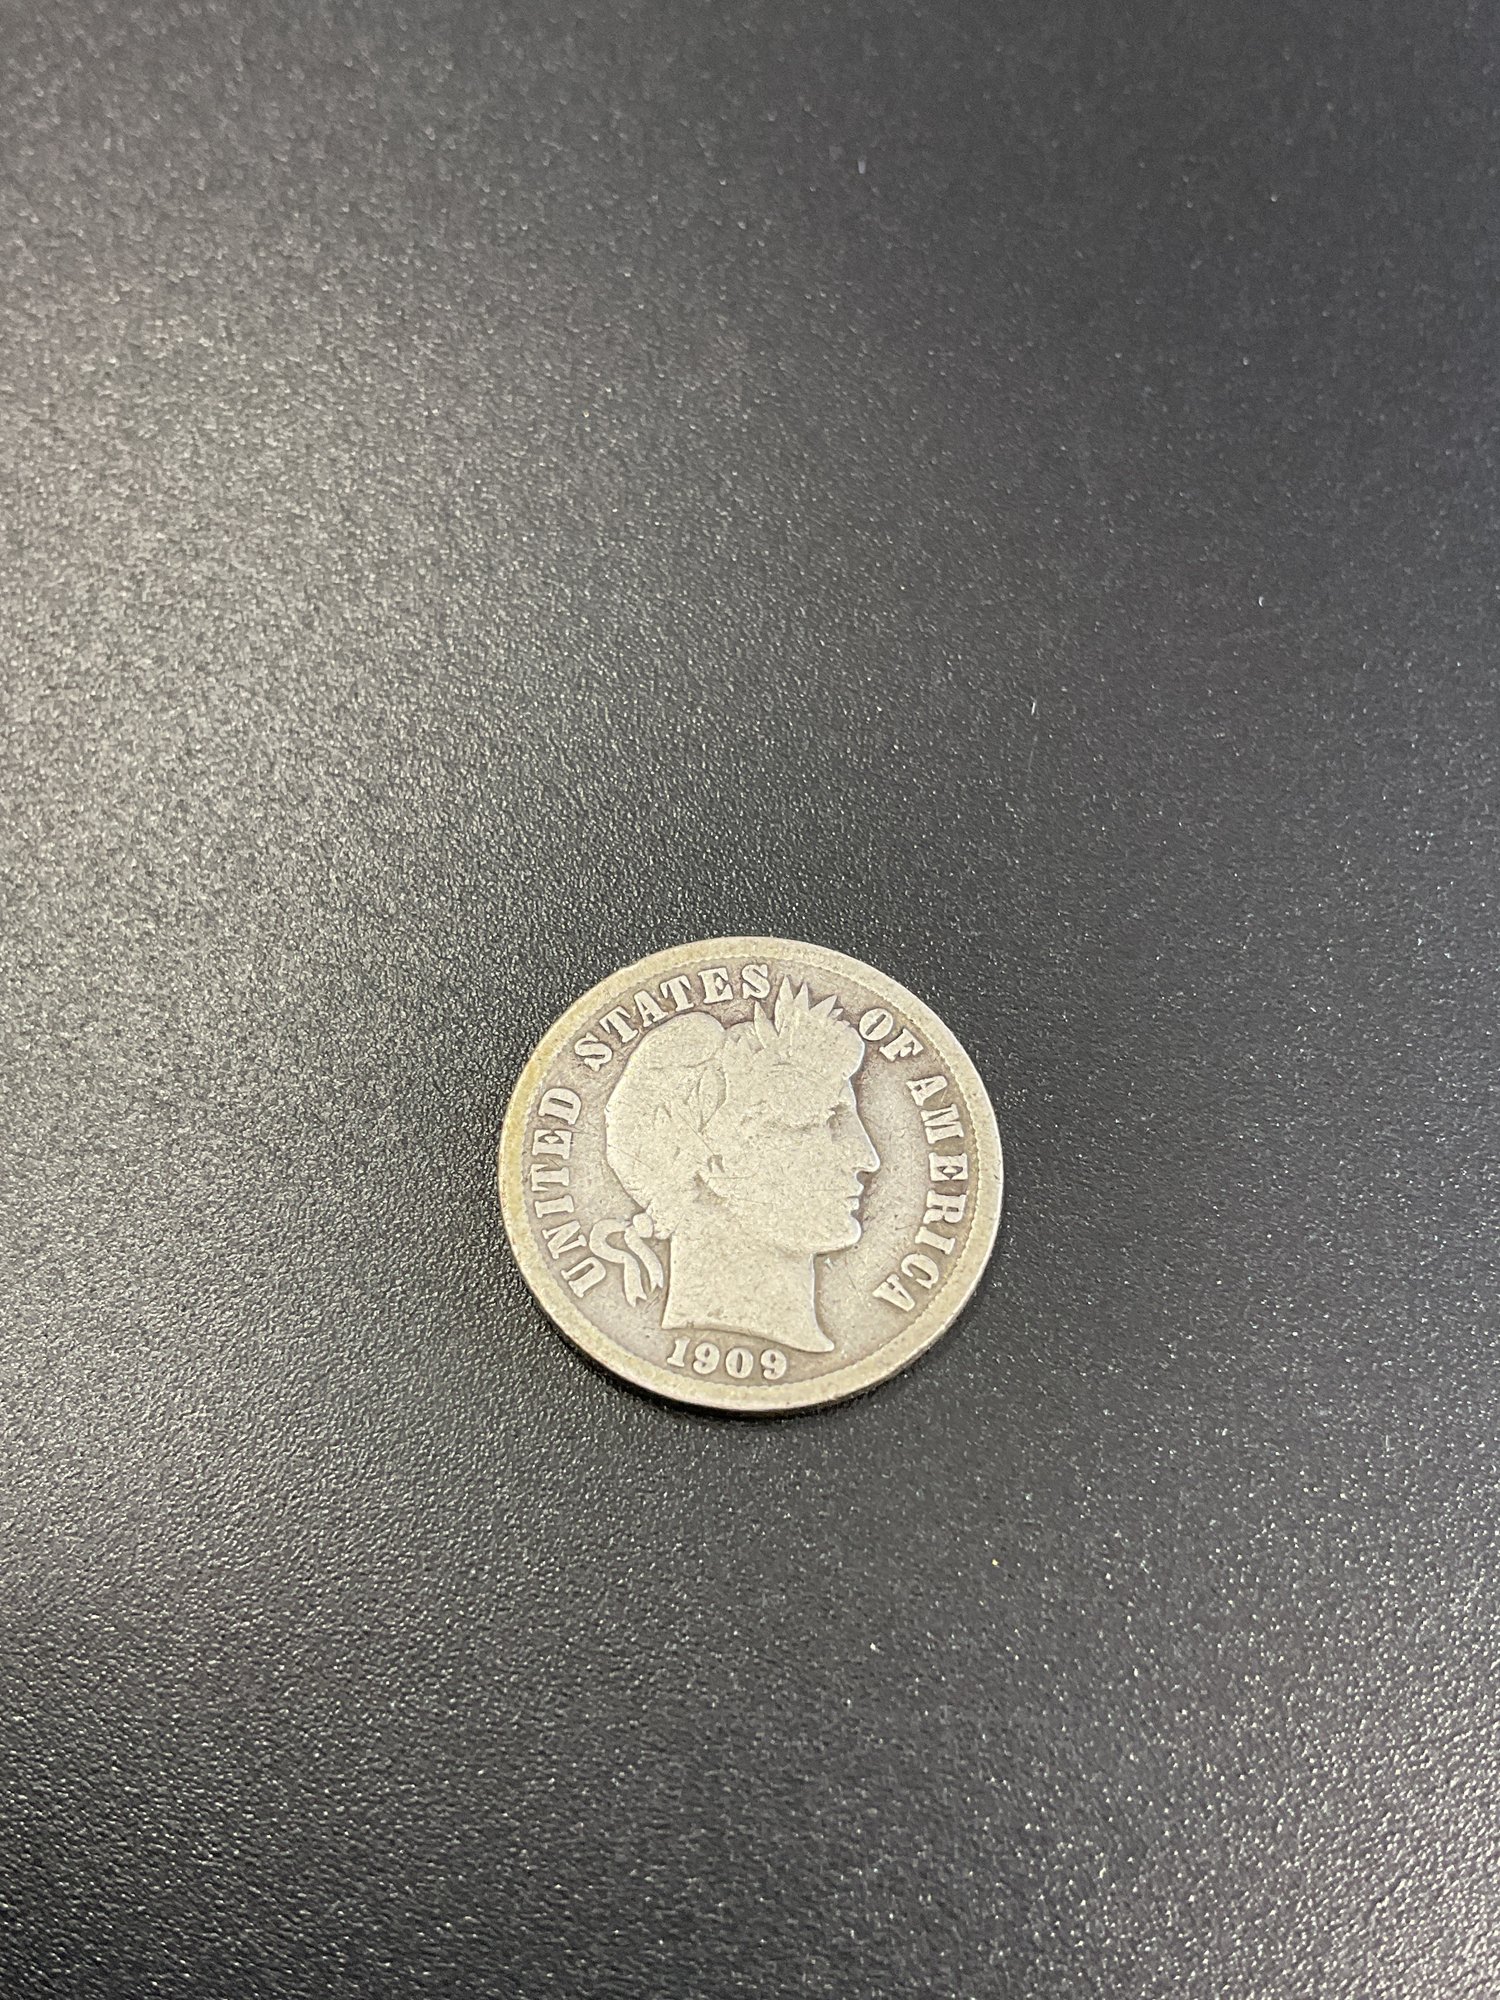 UNITED STATES OF AMERICA
1909